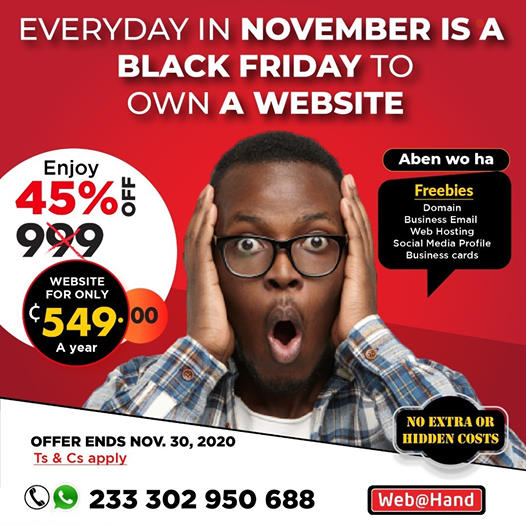 EVERYDAY IN NOVEMBER IS A
BLACK FRIDAY TO
OWN A WEBSITE
Enjoy
45% OFF
999
WEBSITE
FOR ONLY
¢549.00
A year
Aben wo ha
Freebies
Domain
Business Email
Web Hosting
Social Media Profile
Business cards
NO EXTRA OR
HIDDEN COSTS
OFFER ENDS NOV. 30, 2020
Ts & Cs apply
233 302 950 688
Web@Hand